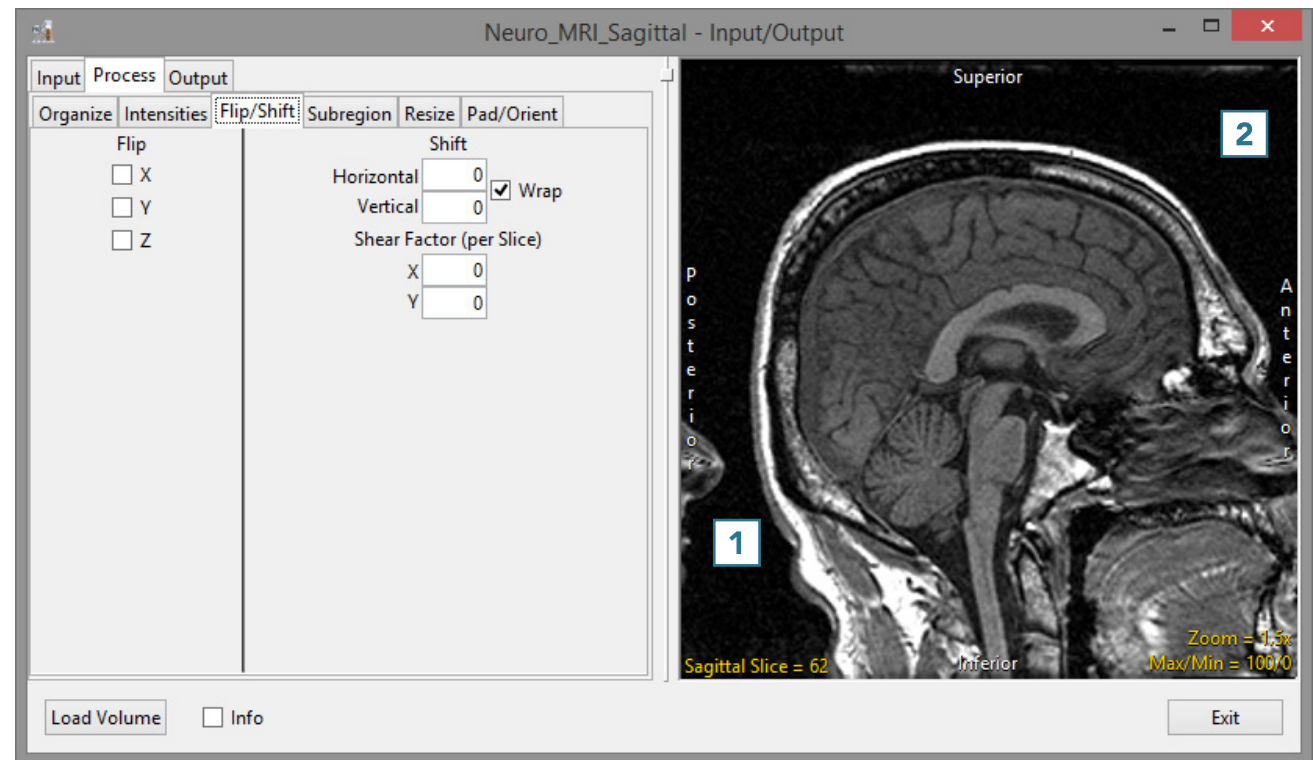 Neuro_MRI_Sagittal - Input/Output
Input Process Output
Organize Intensities Flip/Shift Subregion Resize Pad/Orient
Flip
X
Y
Z
Shift
Horizontal 0
Vertical 0
Wrap
Shear Factor (per Slice)
X 0
Y 0
Superior
2
Posterior
Anterior
1
Sagittal Slice = 62
Inferior
Zoom = 1.5x
Max/Min = 100/0
Load Volume
Info
Exit